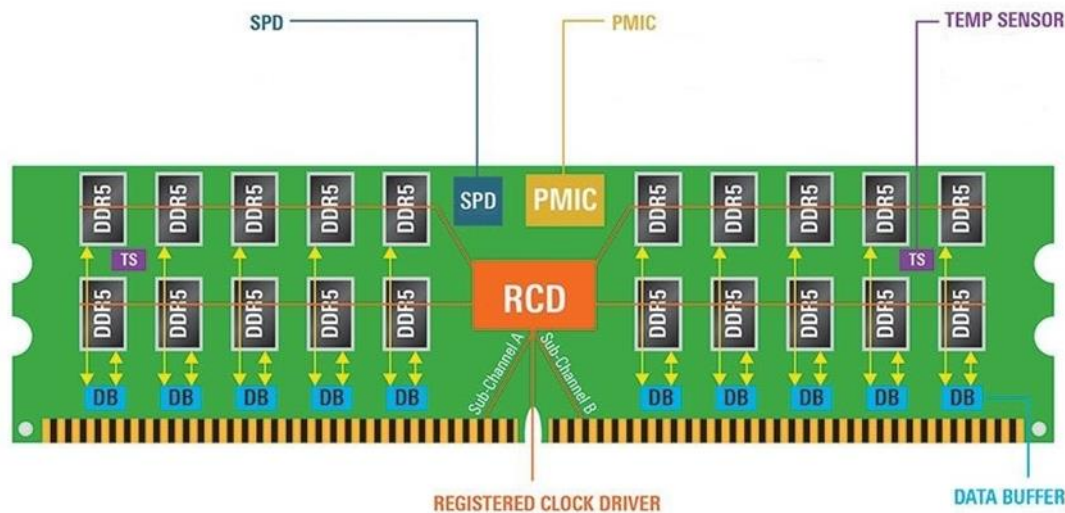 SPD
PMIC
TEMP SENSOR
DDR5 DDR5 DDR5 DDR5 DDR5 SPD PMIC DDR5 DDR5 DDR5 DDR5 DDR5
TS TS
RCD
DDR5 DDR5 DDR5 DDR5 DDR5 DDR5 DDR5 DDR5 DDR5 DDR5
Sub-Channel A Sub-Channel B
DB DB DB DB DB DB DB DB DB DB
REGISTERED CLOCK DRIVER
DATA BUFFER